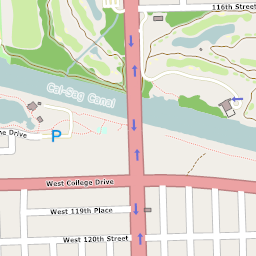 116th Street
Cal-Sag Canal
ne Drive
P
West College Drive
West 119th Place
West 120th Street